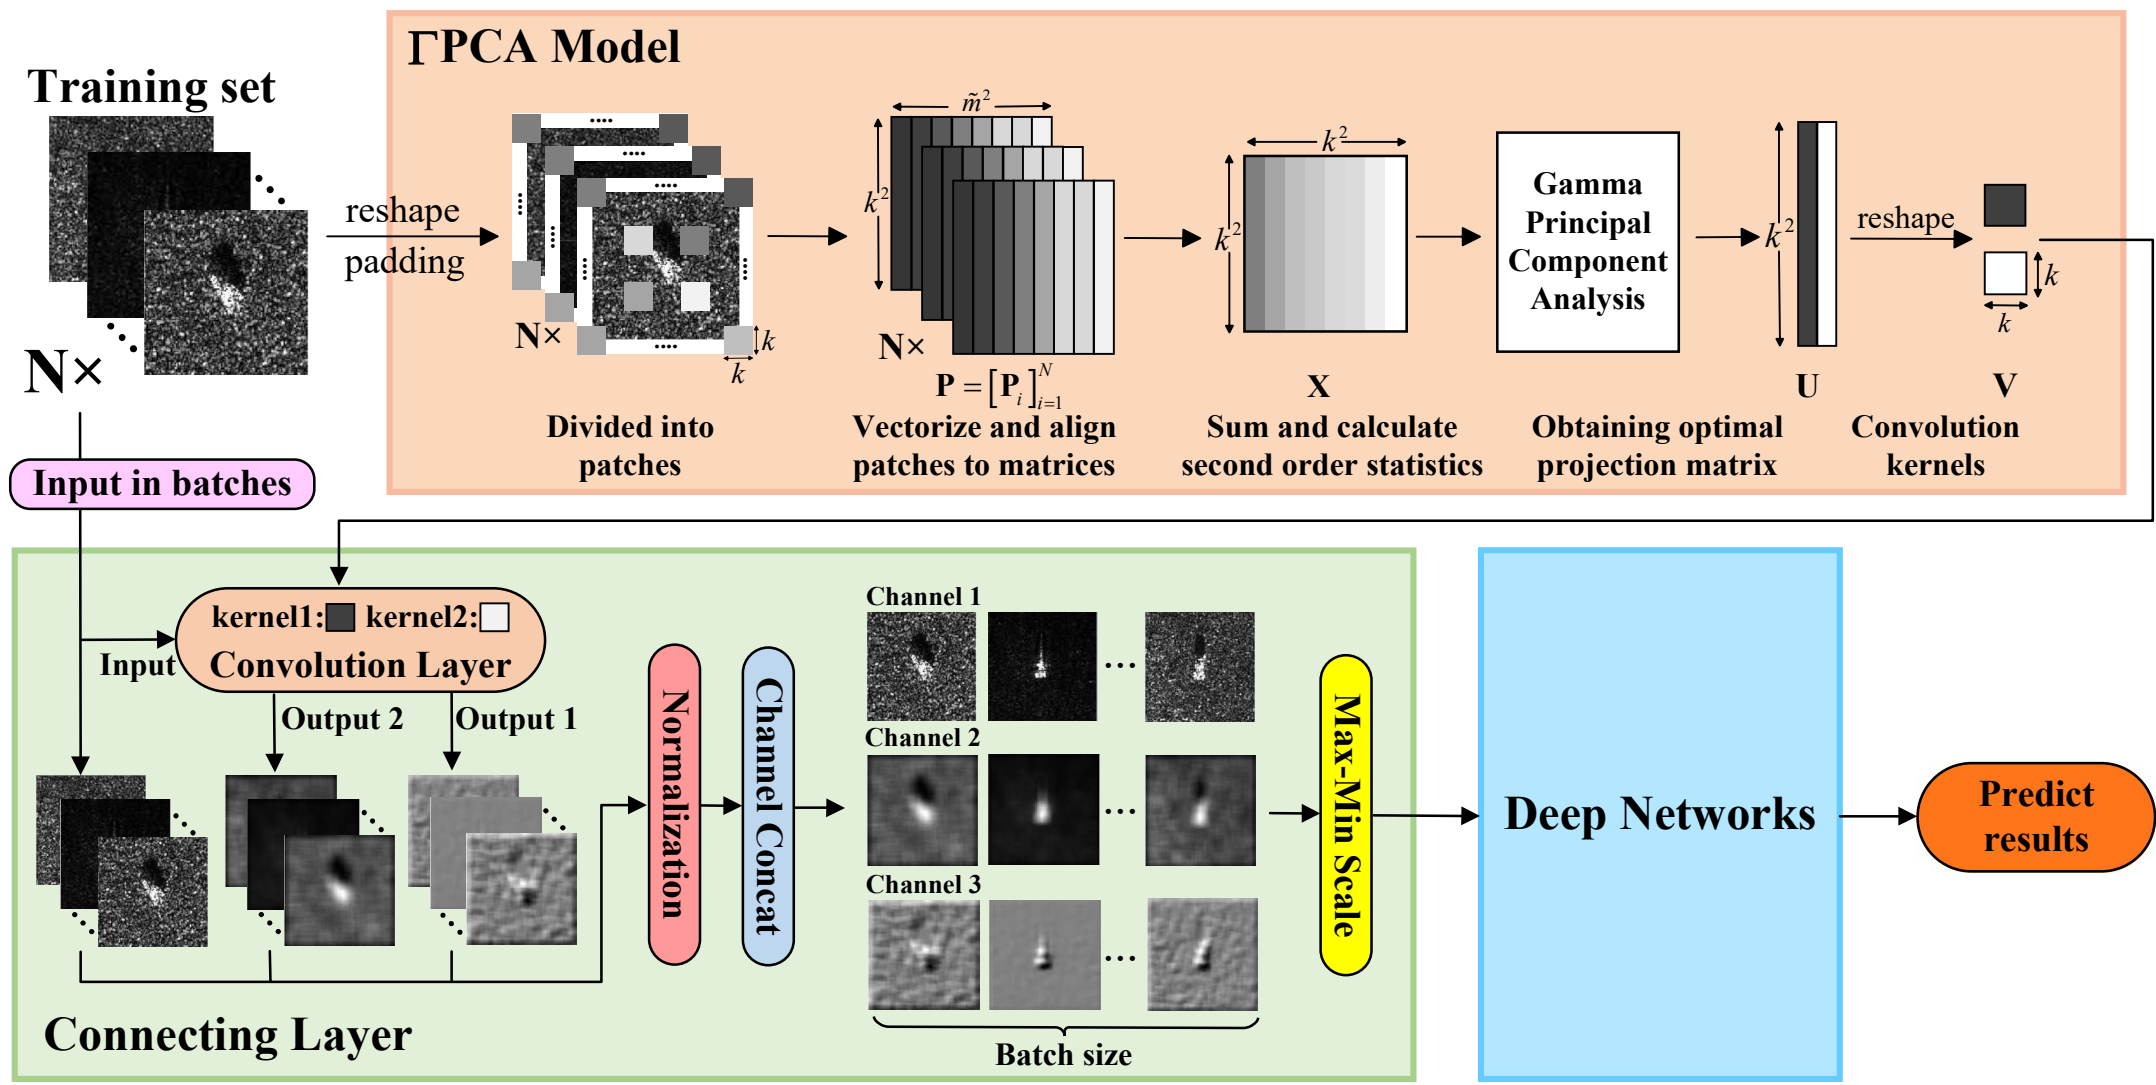 ΓPCA Model
Training set
N×
reshape
padding
N×
k
k
Divided into
patches
m̃²
k²
N×
P = [P_i]_{i=1}^N
Vectorize and align
patches to matrices
k²
k²
X
Sum and calculate
second order statistics
Gamma
Principal
Component
Analysis
Obtaining optimal
projection matrix
k²
U
reshape
k
k
V
Convolution
kernels
Input in batches
kernel1: kernel2:
Convolution Layer
Input
Output 2
Output 1
Normalization
Channel Concat
Channel 1
Channel 2
Channel 3
Batch size
Max-Min Scale
Connecting Layer
Deep Networks
Predict
results